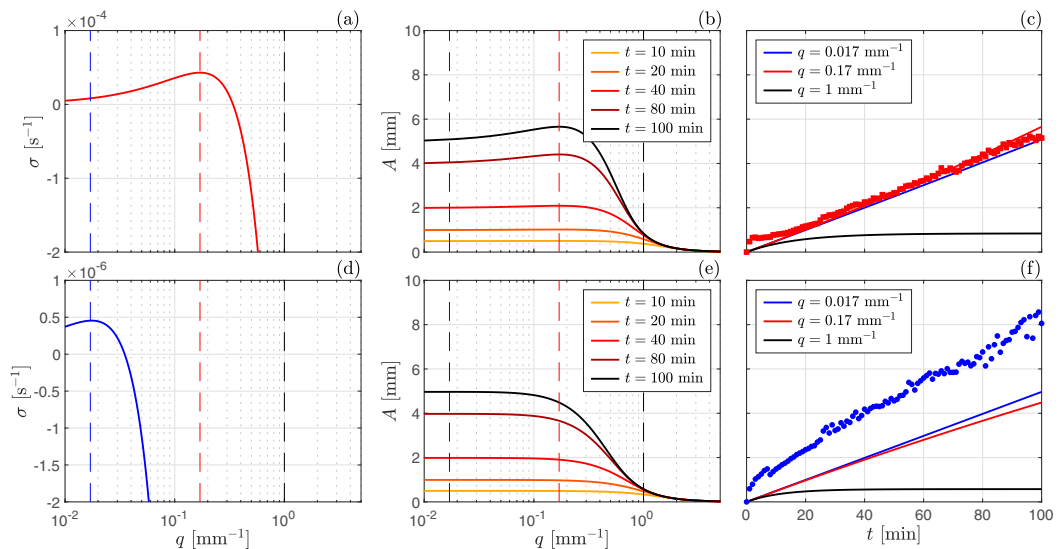 ×10⁻⁴
(a)
1
0
-1
-2
σ [s⁻¹]
(b)
10
8
6
4
2
0
A [mm]
t = 10 min
t = 20 min
t = 40 min
t = 80 min
t = 100 min
(c)
q = 0.017 mm⁻¹
q = 0.17 mm⁻¹
q = 1 mm⁻¹
×10⁻⁶
(d)
1
0.5
0
-0.5
-1
-1.5
-2
σ [s⁻¹]
10⁻² 10⁻¹ 10⁰
q [mm⁻¹]
(e)
10
8
6
4
2
0
A [mm]
t = 10 min
t = 20 min
t = 40 min
t = 80 min
t = 100 min
10⁻² 10⁻¹ 10⁰
q [mm⁻¹]
(f)
q = 0.017 mm⁻¹
q = 0.17 mm⁻¹
q = 1 mm⁻¹
0 20 40 60 80 100
t [min]